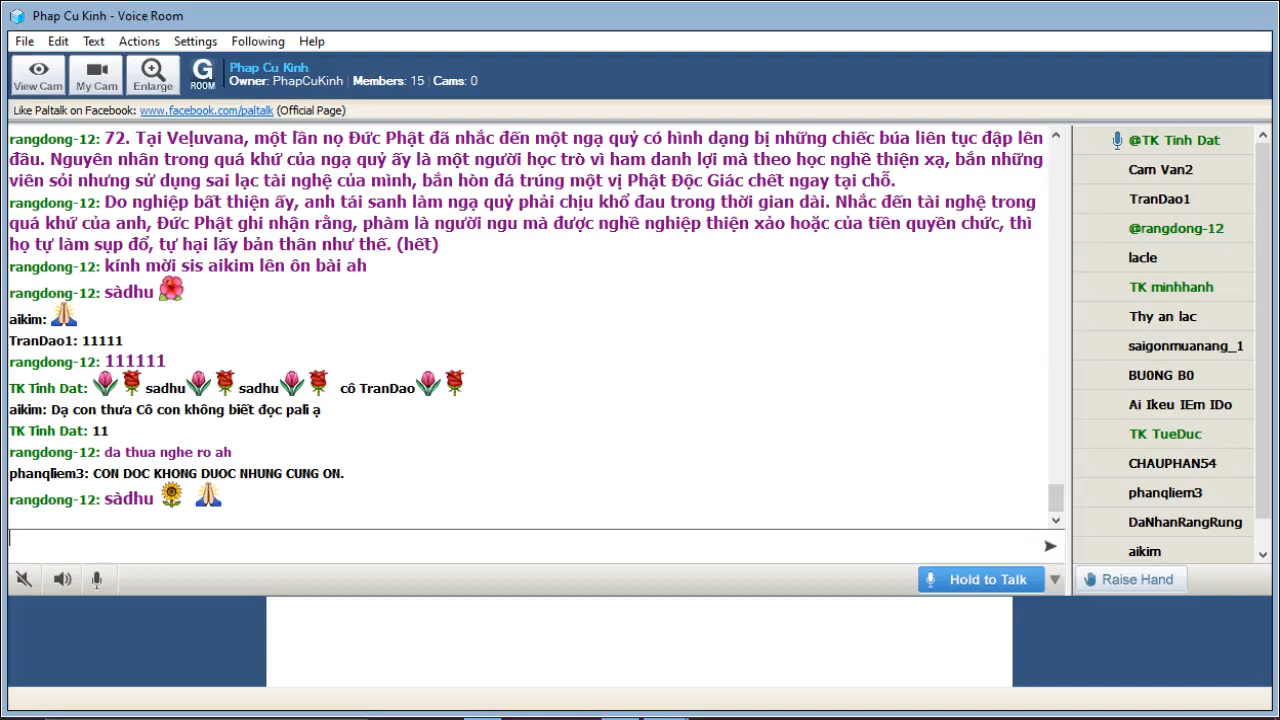 Phap Cu Kinh - Voice Room
File Edit Text Actions Settings Following Help
View Cam My Cam Enlarge G ROOM
Phap Cu Kinh
Owner: PhapCuKinh | Members: 15 | Cams: 0
Like Paltalk on Facebook: www.facebook.com/paltalk (Official Page)
rangdong-12: 72. Tại Veḷuvana, một lần nọ Đức Phật đã nhắc đến một ngạ quỷ có hình dạng bị những chiếc búa liên tục đập lên
đầu. Nguyên nhân trong quá khứ của ngạ quỷ ấy là một người học trò vì ham danh lợi mà theo học nghề thiện xạ, bắn những
viên sỏi nhưng sử dụng sai lạc tài nghệ của mình, bắn hòn đá trúng một vị Phật Độc Giác chết ngay tại chỗ.
rangdong-12: Do nghiệp bất thiện ấy, anh tái sanh làm ngạ quỷ phải chịu khổ đau trong thời gian dài. Nhắc đến tài nghệ trong
quá khứ của anh, Đức Phật ghi nhận rằng, phàm là người ngu mà được nghề nghiệp thiện xảo hoặc của tiền quyền chức, thì
họ tự làm sụp đổ, tự hại lấy bản thân như thế. (hết)
rangdong-12: kính mời sis aikim lên ôn bài ah
rangdong-12: sàdhu
aikim:
TranDao1: 11111
rangdong-12: 111111
TK Tinh Dat: sadhu sadhu cô TranDao
aikim: Dạ con thưa Cô con không biết đọc pali ạ
TK Tinh Dat: 11
rangdong-12: da thua nghe ro ah
phanqliem3: CON DOC KHONG DUOC NHUNG CUNG ON.
rangdong-12: sàdhu
@TK Tinh Dat
Cam Van2
TranDao1
@rangdong-12
lacle
TK minhhanh
Thy an lac
saigonmuanang_1
BU0NG B0
Ai Ikeu IEm IDo
TK TueDuc
CHAUPHAN54
phanqliem3
DaNhanRangRung
aikim
Hold to Talk
Raise Hand